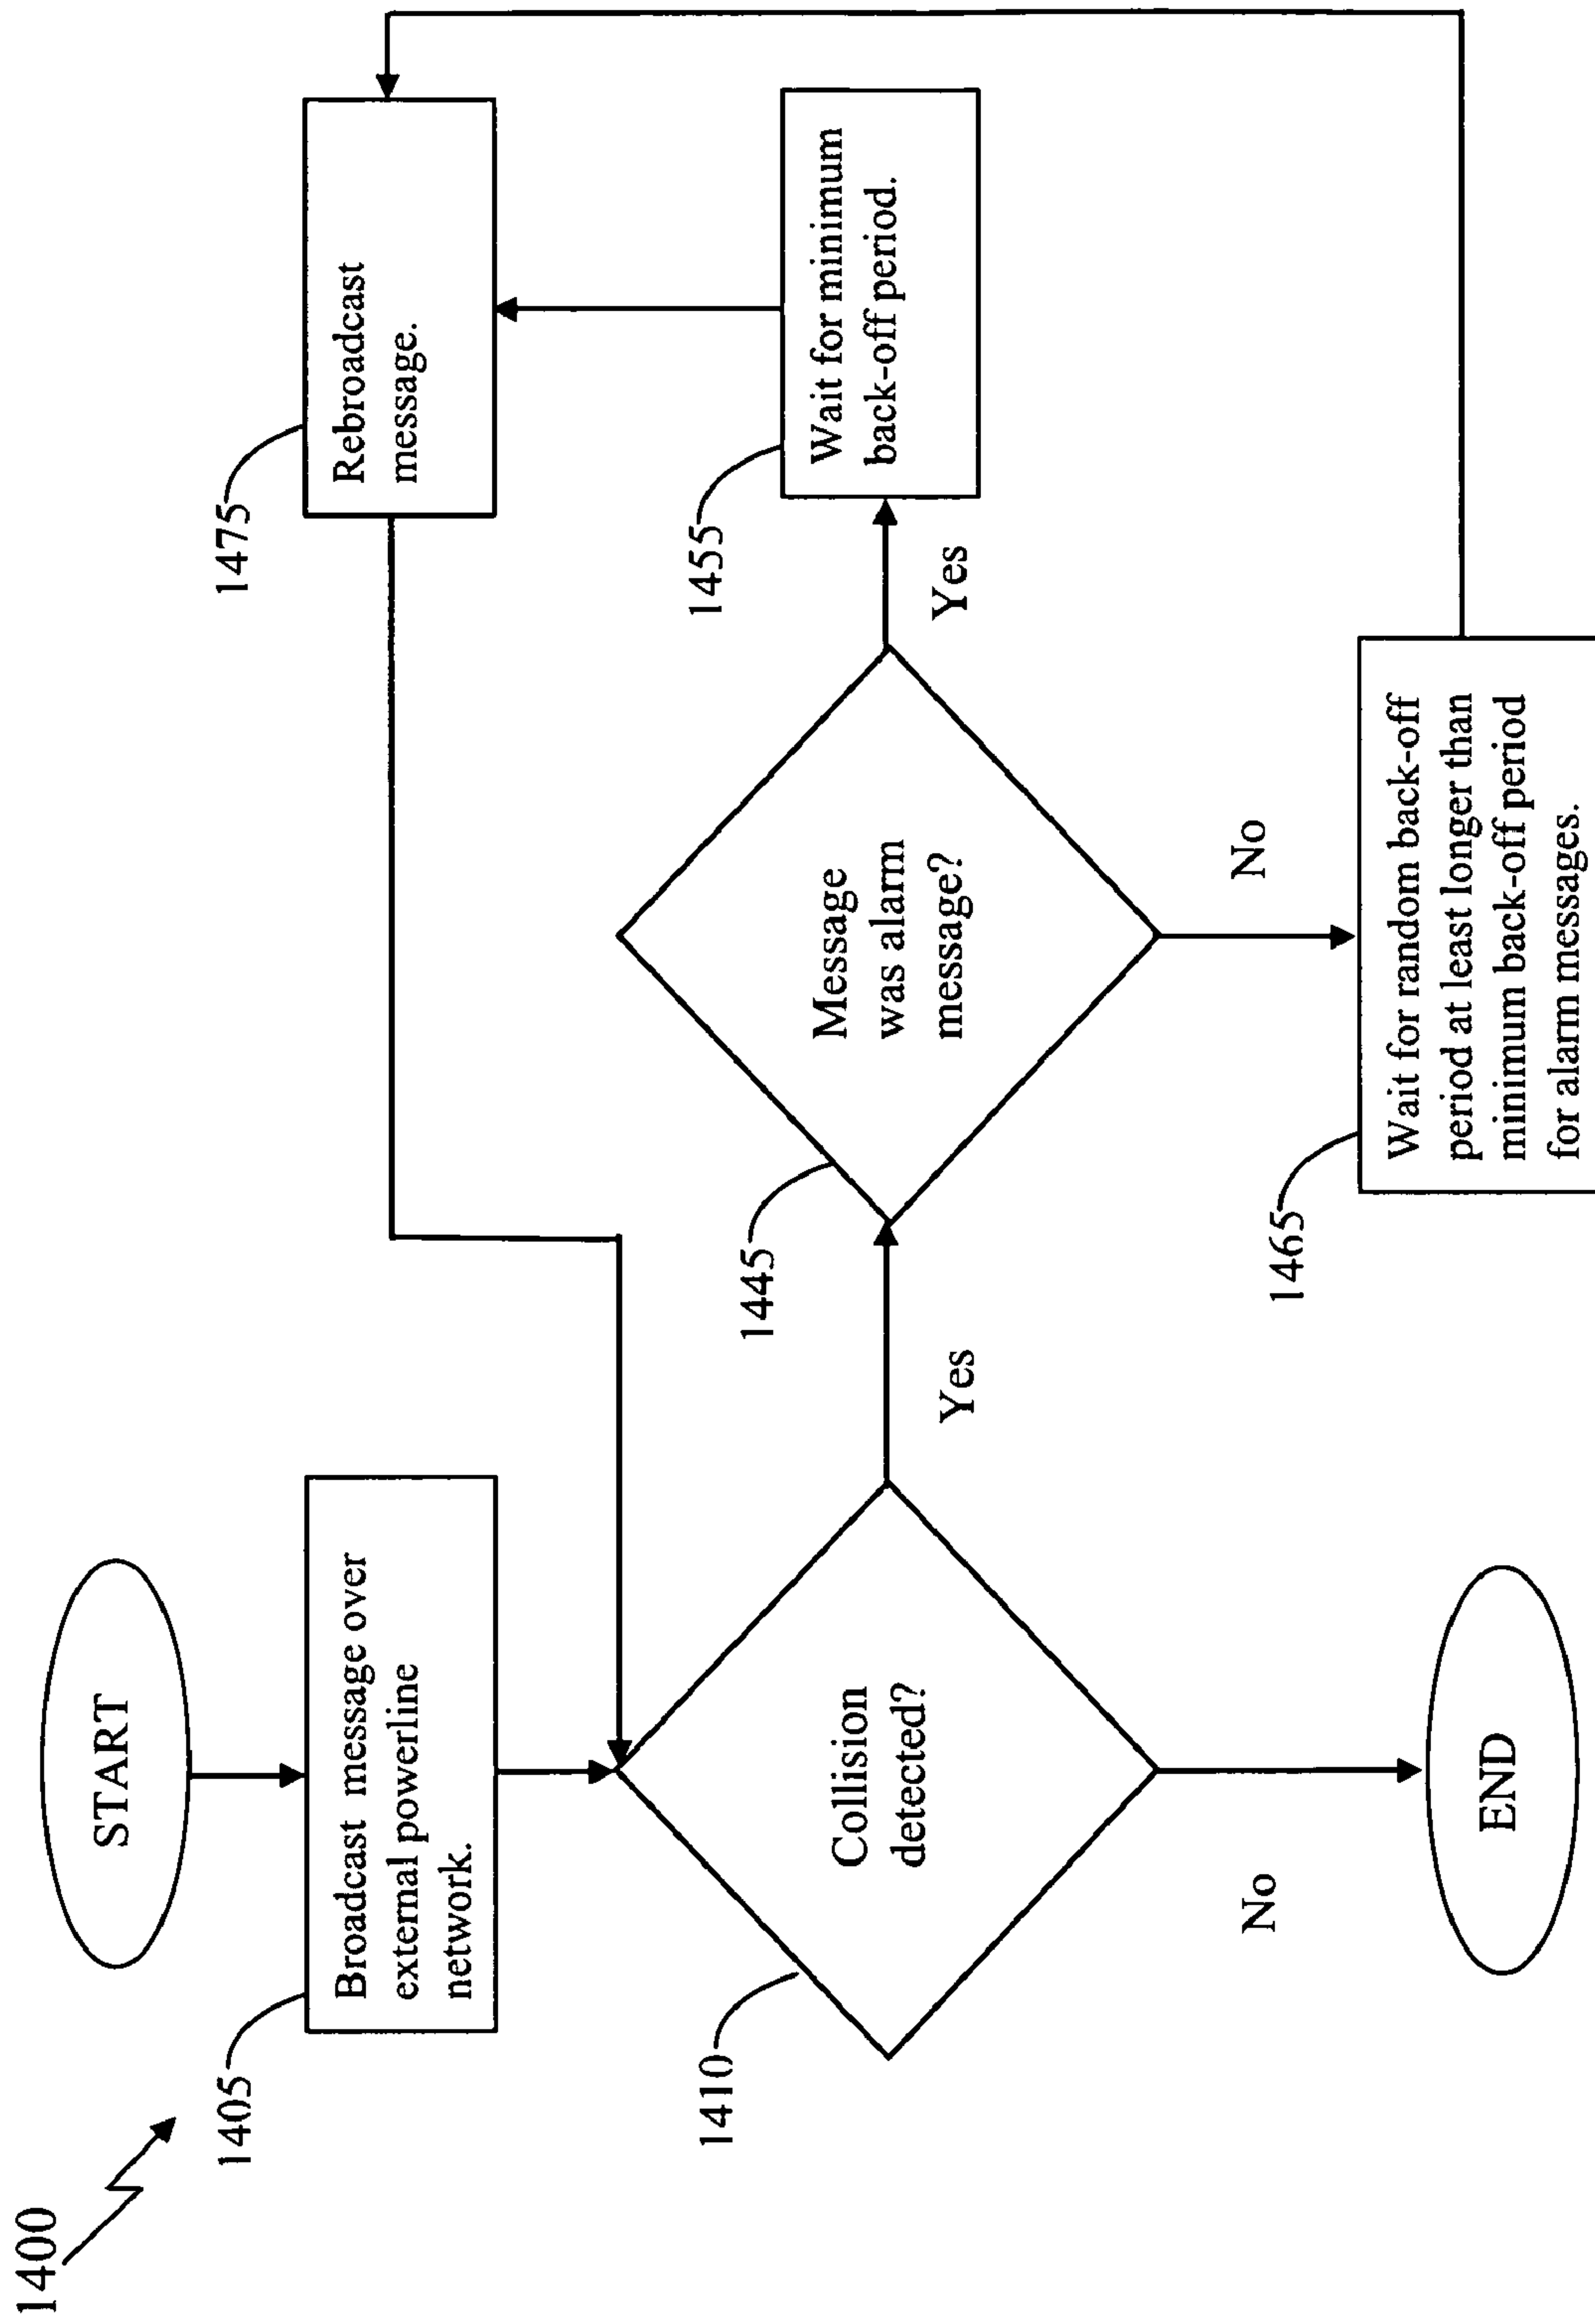 1400
START
1405
Broadcast message over
external powerline
network.
1410
Collision
detected?
No
END
Yes
1445
Message
was alarm
message?
Yes
1455
Wait for minimum
back-off period.
No
1465
Wait for random back-off
period at least longer than
minimum back-off period
for alarm messages.
1475
Rebroadcast
message.